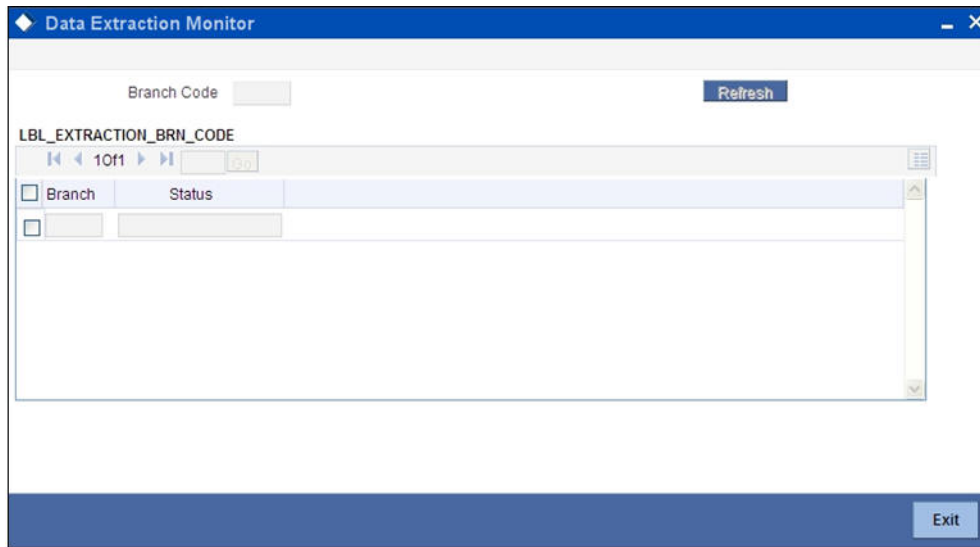 Data Extraction Monitor
Branch Code
Refresh
LBL_EXTRACTION_BRN_CODE
1Of1
Go
Branch Status
Exit